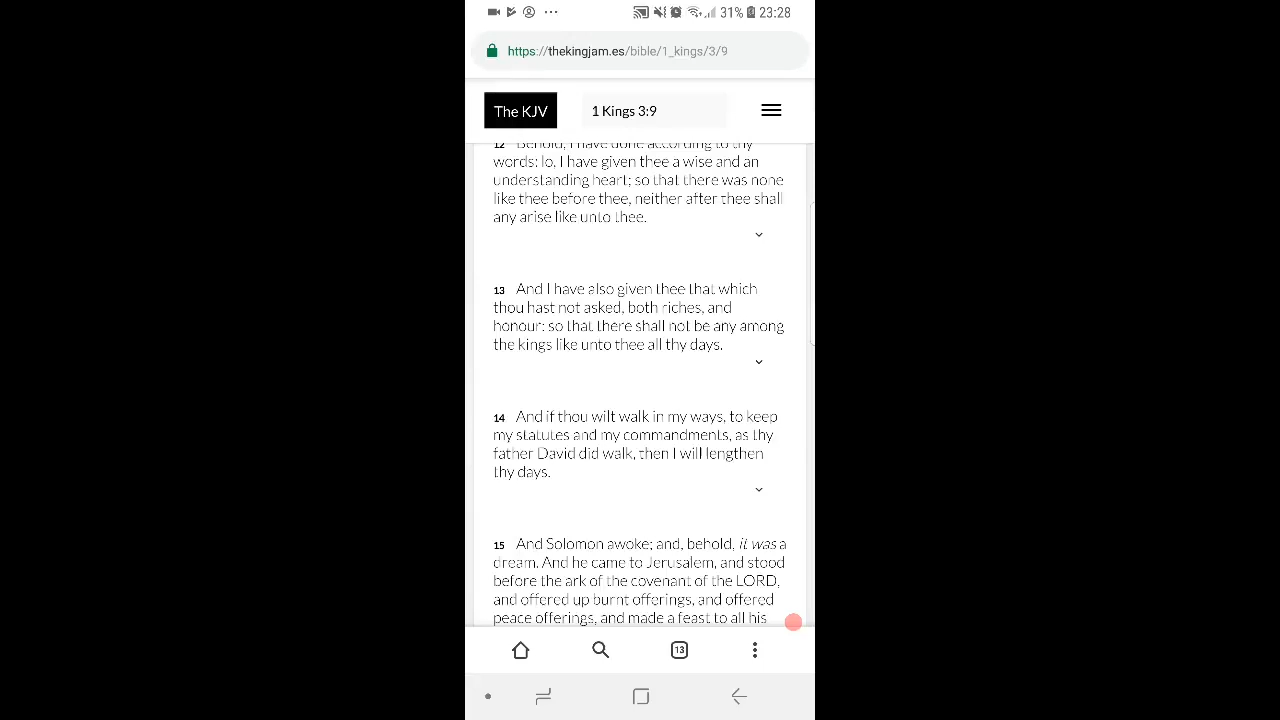 31% 23:28
https://thekingjam.es/bible/1_kings/3/9
The KJV 1 Kings 3:9
12 Behold, I have done according to thy
words: lo, I have given thee a wise and an
understanding heart; so that there was none
like thee before thee, neither after thee shall
any arise like unto thee.
13 And I have also given thee that which
thou hast not asked, both riches, and
honour: so that there shall not be any among
the kings like unto thee all thy days.
14 And if thou wilt walk in my ways, to keep
my statutes and my commandments, as thy
father David did walk, then I will lengthen
thy days.
15 And Solomon awoke; and, behold, it was a
dream. And he came to Jerusalem, and stood
before the ark of the covenant of the LORD,
and offered up burnt offerings, and offered
peace offerings, and made a feast to all his
13